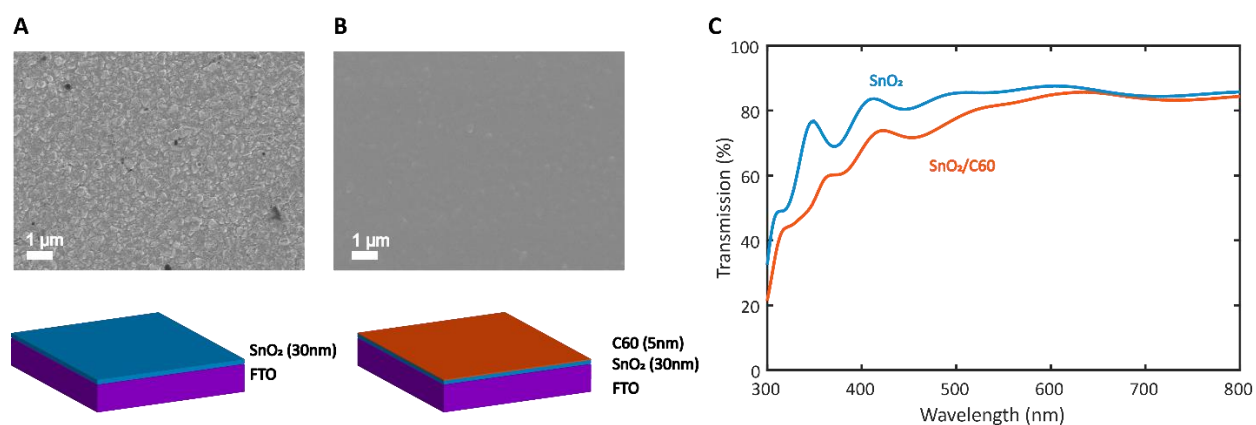 A
B
C
1 µm
1 µm
SnO₂ (30nm)
FTO
C60 (5nm)
SnO₂ (30nm)
FTO
100
80
60
40
20
0
Transmission (%)
SnO₂
SnO₂/C60
300
400
500
600
700
800
Wavelength (nm)